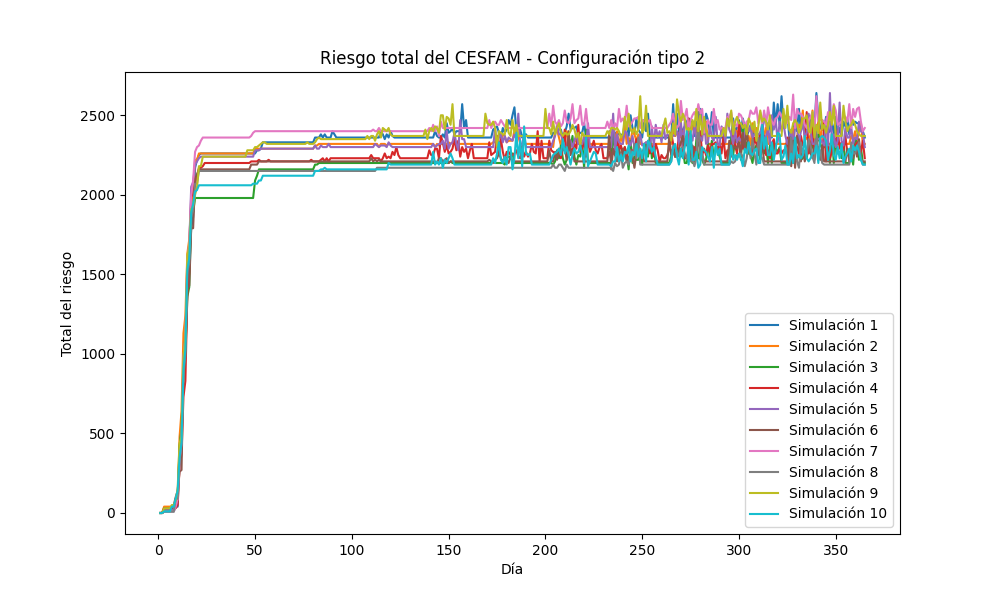 Riesgo total del CESFAM - Configuración tipo 2
Total del riesgo
2500
2000
1500
1000
500
0
0 50 100 150 200 250 300 350
Día
Simulación 1
Simulación 2
Simulación 3
Simulación 4
Simulación 5
Simulación 6
Simulación 7
Simulación 8
Simulación 9
Simulación 10